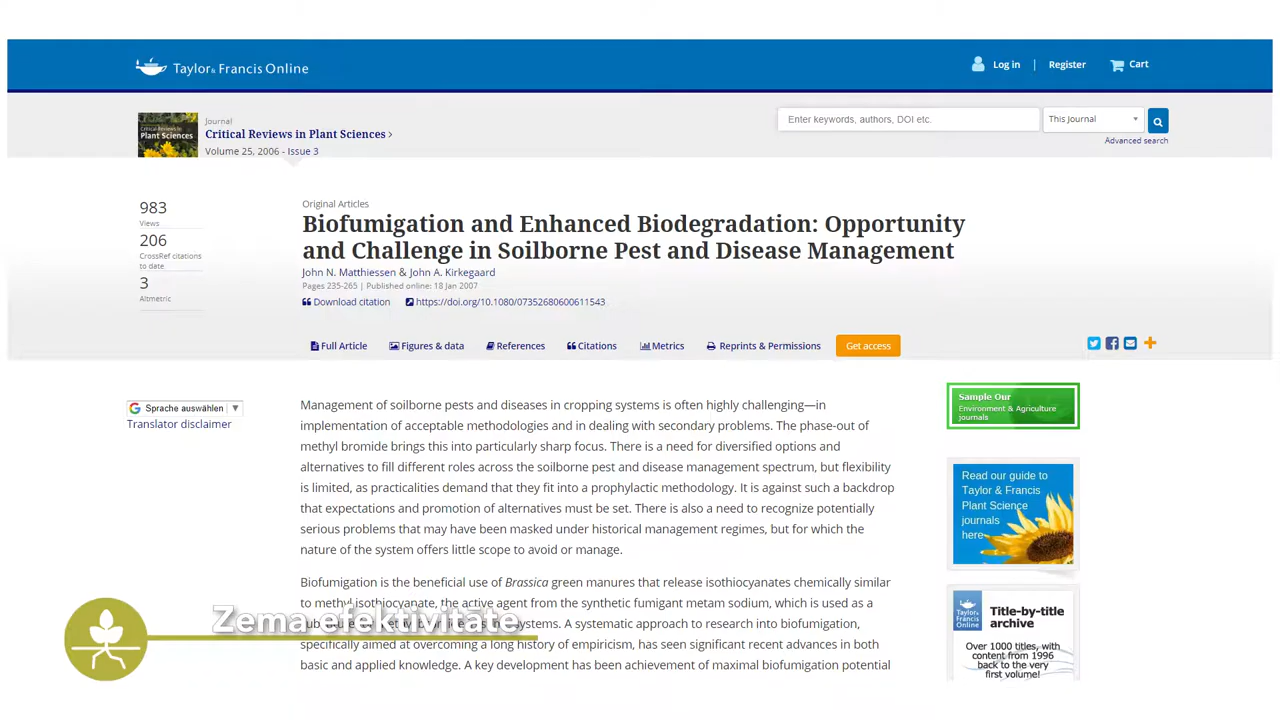 Taylor & Francis Online
Log in | Register Cart
Critical Reviews in Plant Sciences
Journal
Critical Reviews in Plant Sciences >
Volume 25, 2006 - Issue 3
Enter keywords, authors, DOI etc.
This Journal
Advanced search
983
Views
206
CrossRef citations
to date
3
Altmetric
Original Articles
Biofumigation and Enhanced Biodegradation: Opportunity
and Challenge in Soilborne Pest and Disease Management
John N. Matthiessen & John A. Kirkegaard
Pages 235-265 | Published online: 18 Jan 2007
Download citation https://doi.org/10.1080/07352680600611543
Full Article Figures & data References Citations Metrics Reprints & Permissions Get access
Sprache auswählen
Translator disclaimer
Management of soilborne pests and diseases in cropping systems is often highly challenging—in
implementation of acceptable methodologies and in dealing with secondary problems. The phase-out of
methyl bromide brings this into particularly sharp focus. There is a need for diversified options and
alternatives to fill different roles across the soilborne pest and disease management spectrum, but flexibility
is limited, as practicalities demand that they fit into a prophylactic methodology. It is against such a backdrop
that expectations and promotion of alternatives must be set. There is also a need to recognize potentially
serious problems that may have been masked under historical management regimes, but for which the
nature of the system offers little scope to avoid or manage.
Biofumigation is the beneficial use of Brassica green manures that release isothiocyanates chemically similar
to methyl isothiocyanate, the active agent from the synthetic fumigant metam sodium, which is used as a
systems. A systematic approach to research into biofumigation,
specifically aimed at overcoming a long history of empiricism, has seen significant recent advances in both
basic and applied knowledge. A key development has been achievement of maximal biofumigation potential
Sample Our
Environment & Agriculture
journals
Read our guide to
Taylor & Francis
Plant Science
journals
here
Taylor & Francis Online
Title-by-title
archive
Over 1000 titles, with
content from 1996
back to the very
first volume!
Zema efektivitāte